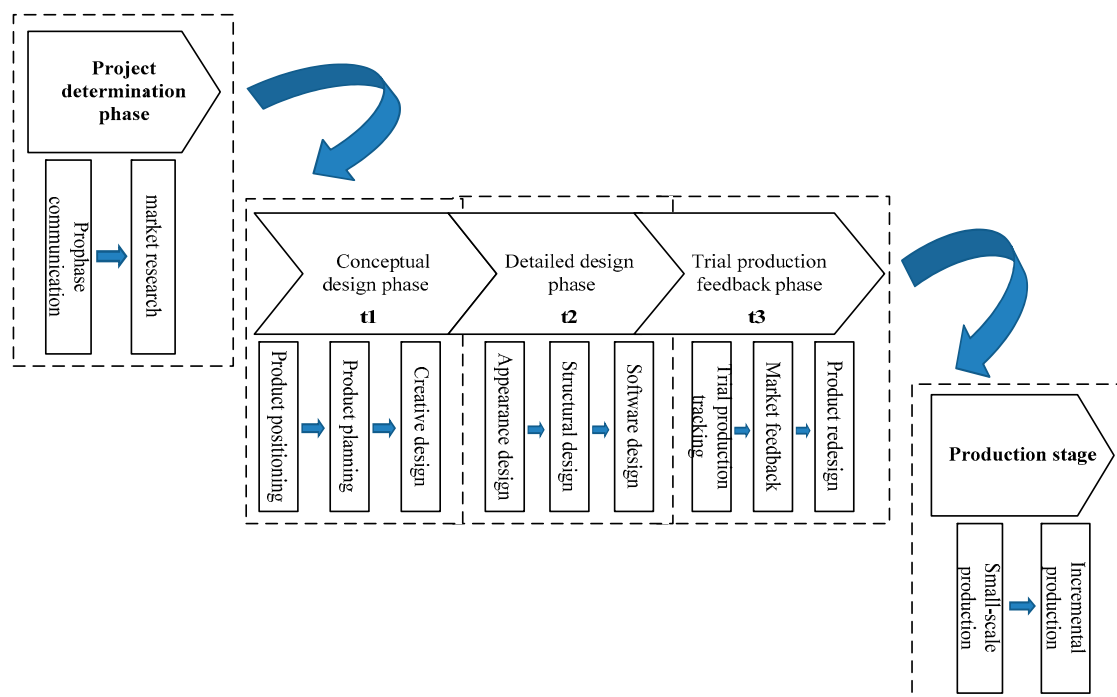 Project
determination
phase
Prophase
communication
market research
Conceptual
design phase
t1
Detailed design
phase
t2
Trial production
feedback phase
t3
Product positioning
Product planning
Creative design
Appearance design
Structural design
Software design
Trial production
tracking
Market feedback
Product redesign
Production stage
Small-scale
production
Incremental
production